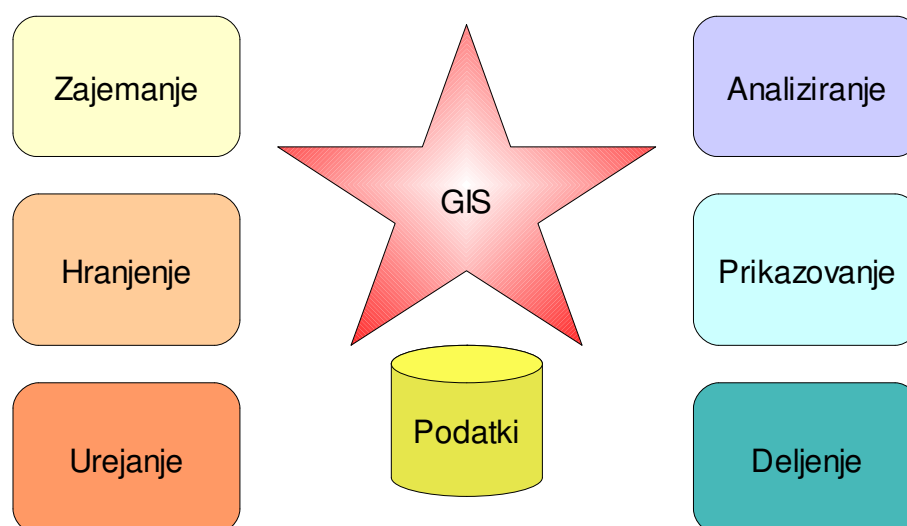 Zajemanje
Hranjenje
Urejanje
GIS
Podatki
Analiziranje
Prikazovanje
Deljenje